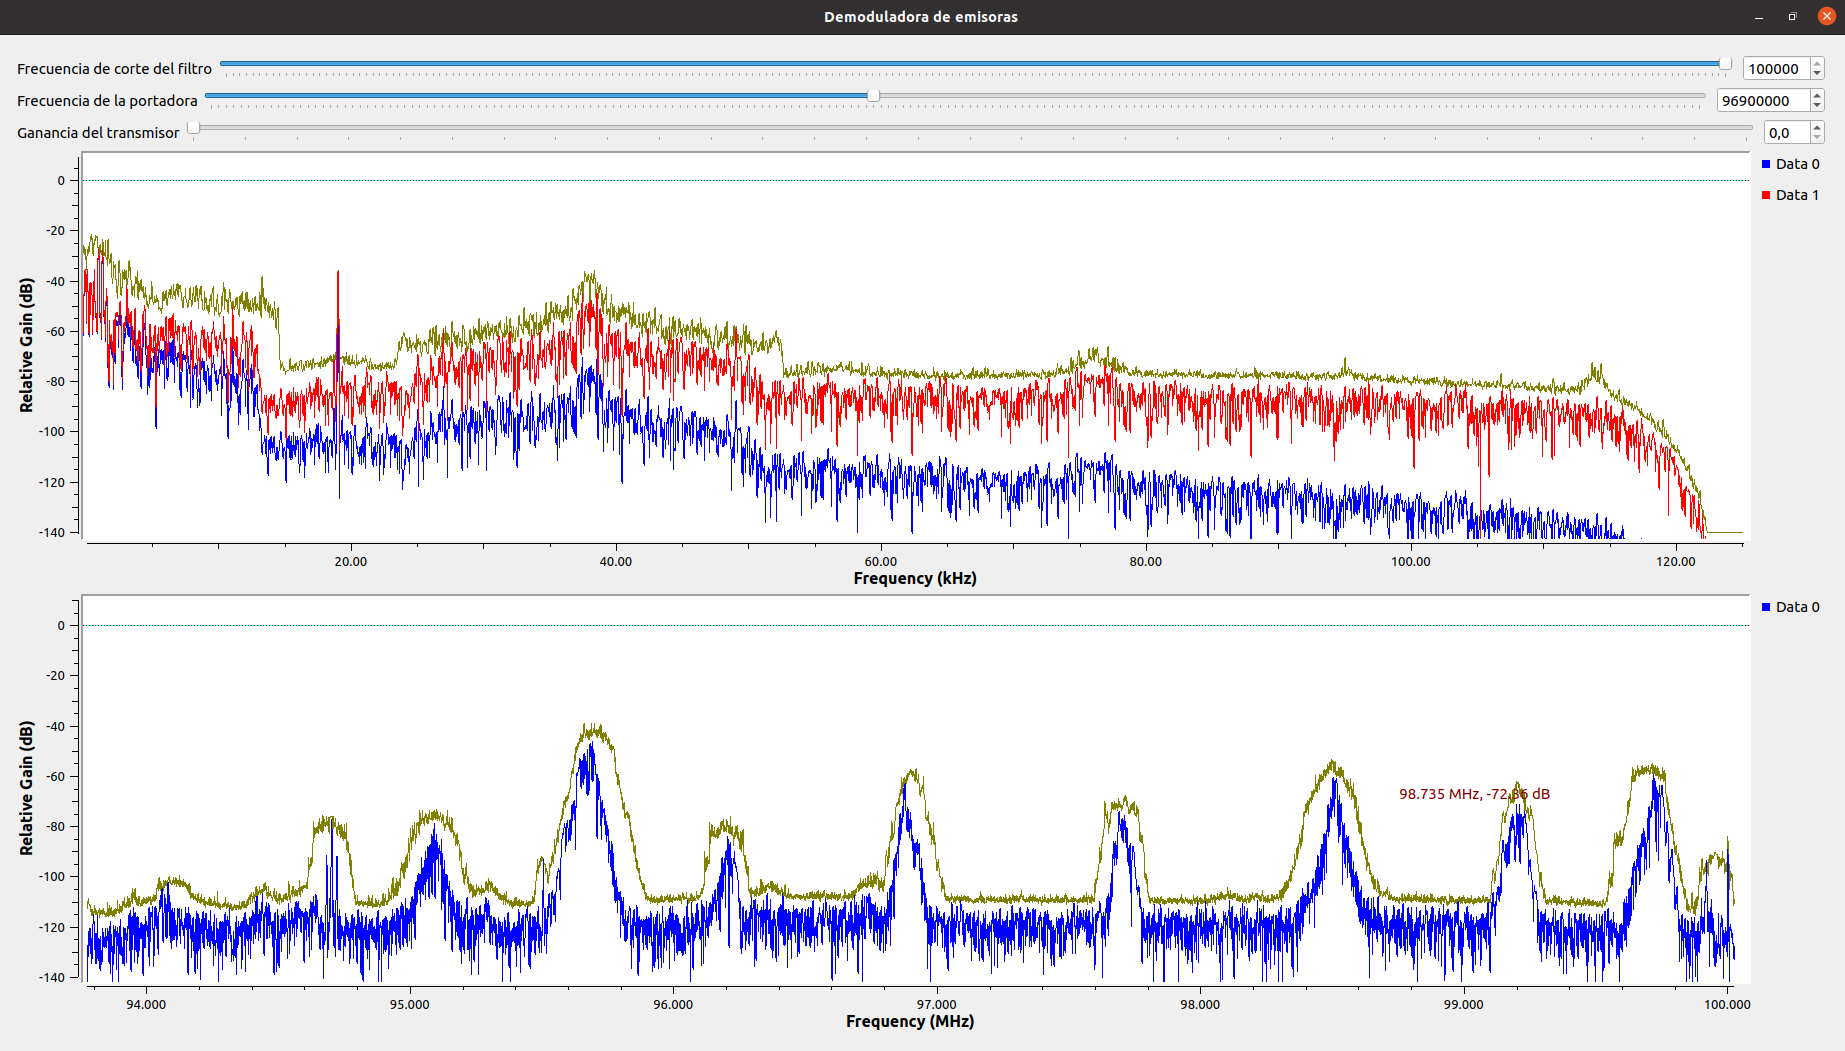 Demoduladora de emisoras
Frecuencia de corte del filtro 100000
Frecuencia de la portadora 96900000
Ganancia del transmisor 0,0
Data 0
Data 1
Relative Gain (dB)
0
-20
-40
-60
-80
-100
-120
-140
20.00 40.00 60.00 80.00 100.00 120.00
Frequency (kHz)
Data 0
Relative Gain (dB)
0
-20
-40
-60
-80
-100
-120
-140
98.735 MHz, -72.36 dB
94.000 95.000 96.000 97.000 98.000 99.000 100.000
Frequency (MHz)